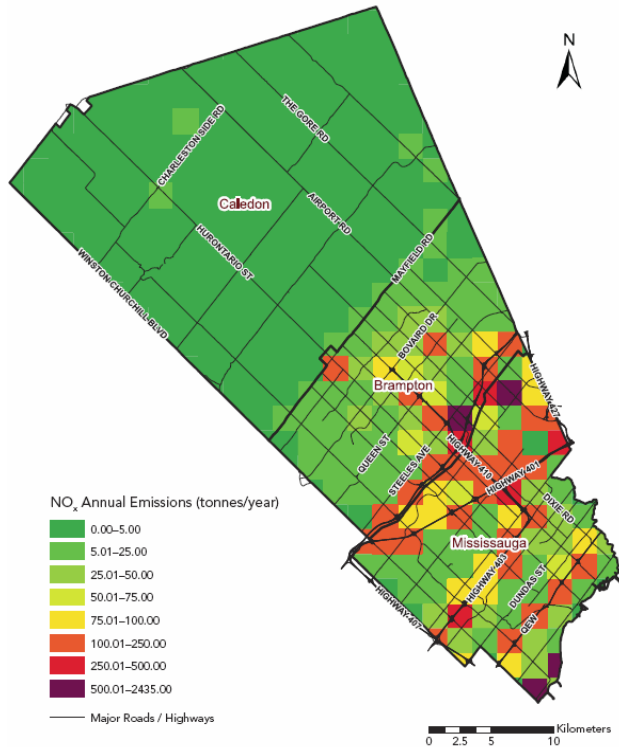 N
THE GORE RD
CHARLESTON SIDE RD
Caledon
AIRPORT RD
HURONTARIO ST
MAYFIELD RD
WINSTON CHURCHILL BLVD
BOVAIRD DR
HIGHWAY 427
Brampton
QUEEN ST
STEELES AVE
HIGHWAY 410
HIGHWAY 401
DIXIE RD
Mississauga
HIGHWAY 403
DUNDAS ST
HIGHWAY 407
QEW
NOx Annual Emissions (tonnes/year)
0.00–5.00
5.01–25.00
25.01–50.00
50.01–75.00
75.01–100.00
100.01–250.00
250.01–500.00
500.01–2435.00
Major Roads / Highways
Kilometers
0 2.5 5 10